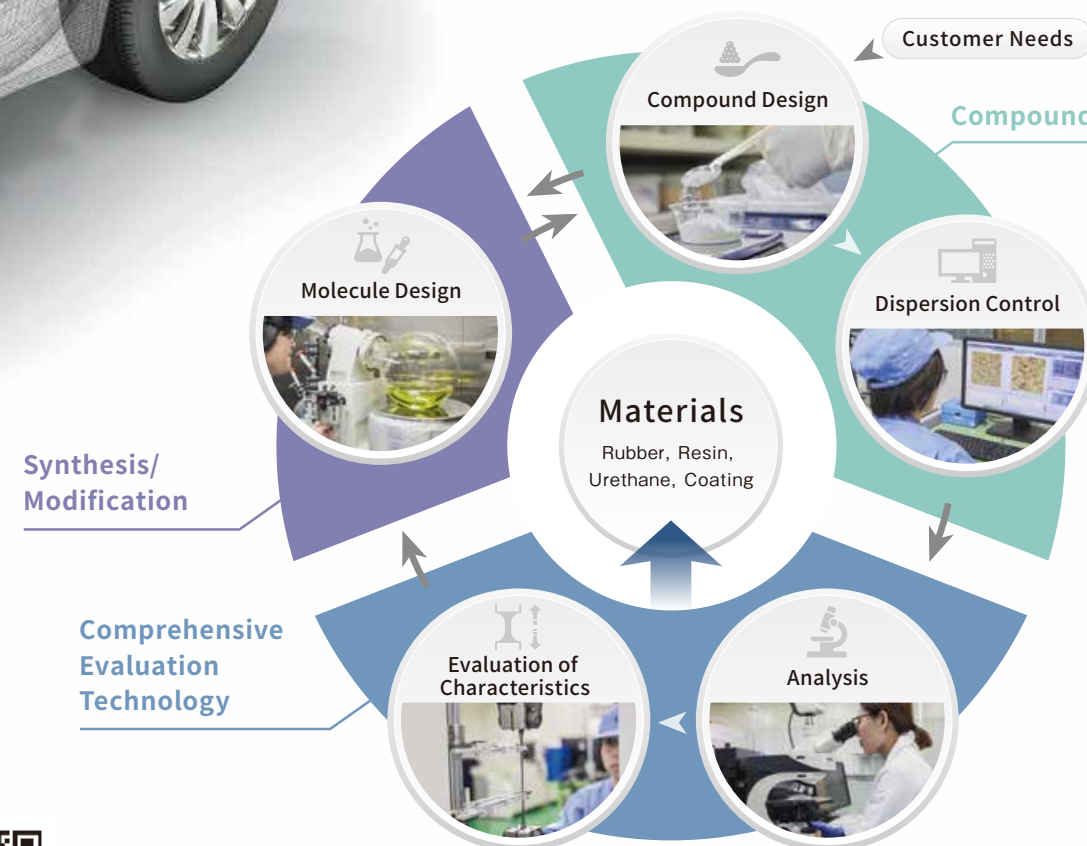 Customer Needs
Compound Design
Compound
Molecule Design
Dispersion Control
Materials
Rubber, Resin,
Urethane, Coating
Synthesis/
Modification
Comprehensive
Evaluation
Technology
Evaluation of
Characteristics
Analysis